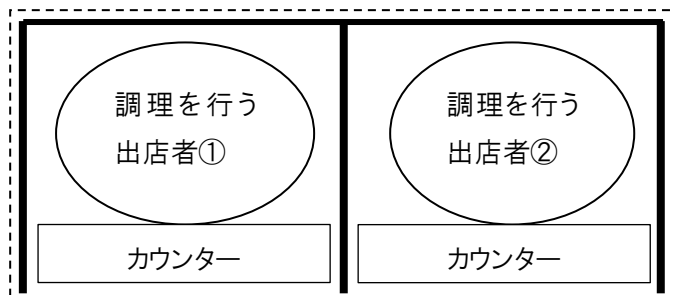 調理を行う
出店者①
調理を行う
出店者②
カウンター
カウンター